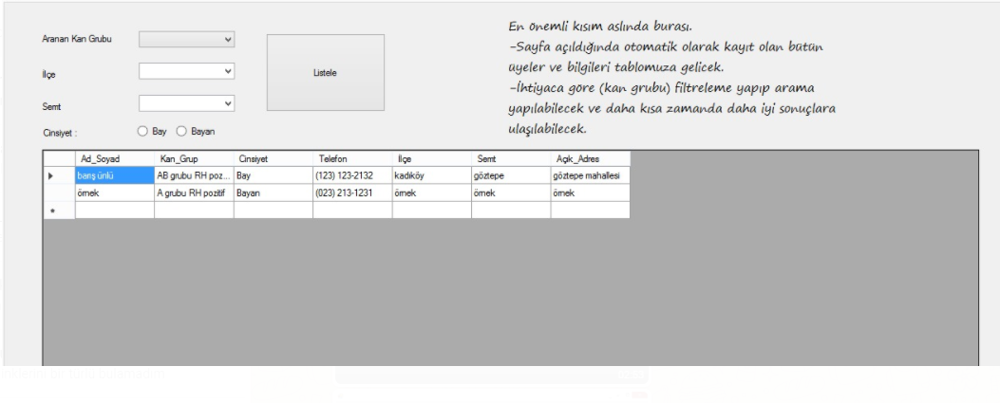 En önemli kısım aslında burası.
-Sayfa açıldığında otomatik olarak kayıt olan bütün
üyeler ve bilgileri tablomuza gelicek.
-İhtiyaca göre (kan grubu) filtreleme yapıp arama
yapılabilecek ve daha kısa zamanda daha iyi sonuçlara
ulaşılabilecek.
Aranan Kan Grubu
İlçe
Listele
Semt
Cinsiyet : Bay Bayan
Ad_Soyad Kan_Grup Cinsiyet Telefon İlçe Semt Açık_Adres
barış ünlü AB grubu RH poz... Bay (123) 123-2132 kadıköy göztepe göztepe mahallesi
örnek A grubu RH pozitif Bayan (023) 213-1231 örnek örnek örnek